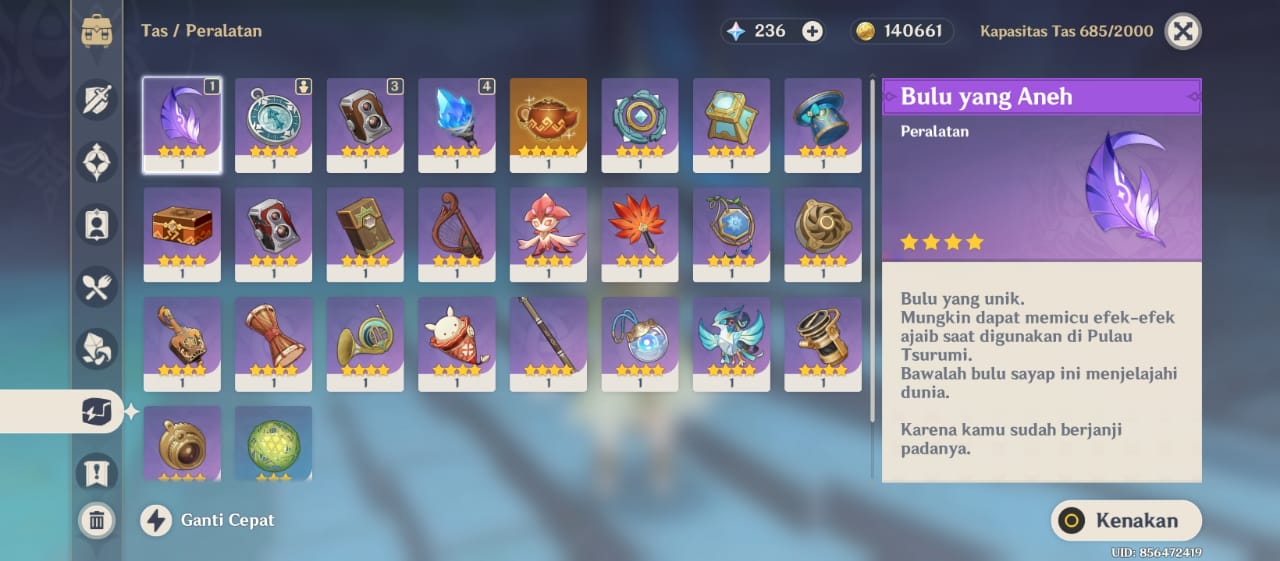 Tas / Peralatan
236
140661
Kapasitas Tas 685/2000
1
3
4
1 1 1 1 1 1 1 1
1 1 1 1 1 1 1 1
1 1 1 1 1 1 1 1
Bulu yang Aneh
Peralatan
Bulu yang unik.
Mungkin dapat memicu efek-efek
ajaib saat digunakan di Pulau
Tsurumi.
Bawalah bulu sayap ini menjelajahi
dunia.
Karena kamu sudah berjanji
padanya.
Ganti Cepat
Kenakan
UID: 856472419